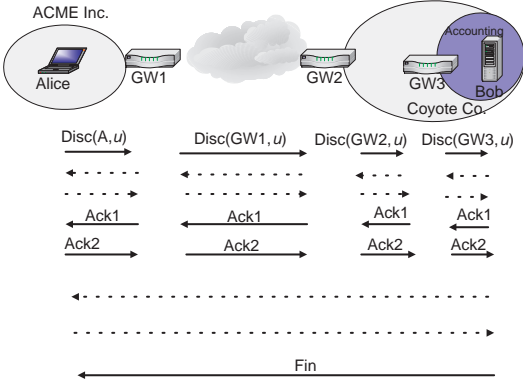 ACME Inc.
Accounting
Alice
GW1
GW2
GW3
Bob
Coyote Co.
Disc(A,u)
Disc(GW1,u)
Disc(GW2,u)
Disc(GW3,u)
Ack1
Ack1
Ack1
Ack1
Ack2
Ack2
Ack2
Ack2
Fin